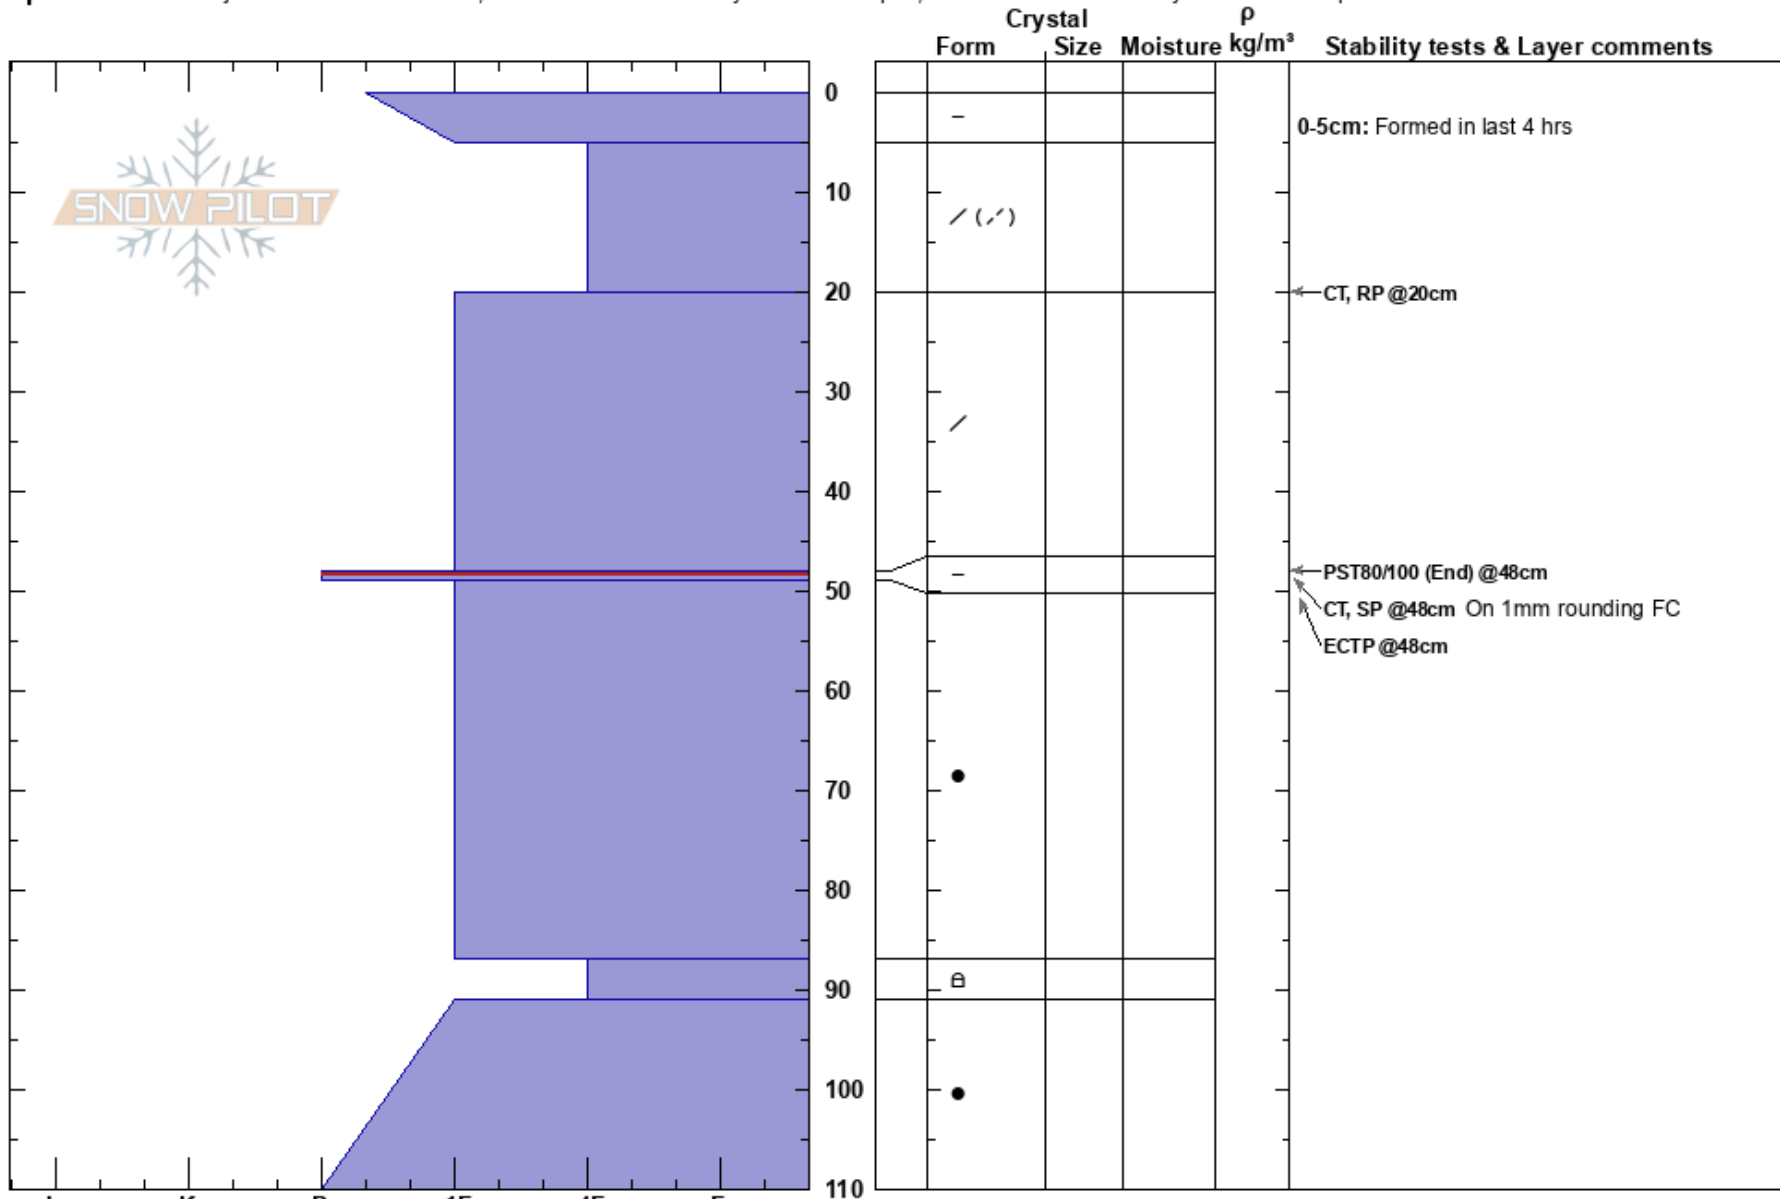 Crystal
ρ
Form Size Moisture kg/m³ Stability tests & Layer comments
0
0-5cm: Formed in last 4 hrs
10
SNOW PILOT
20
CT, RP @20cm
30
40
PST80/100 (End) @48cm
50
CT, SP @48cm On 1mm rounding FC
ECTP @48cm
60
70
80
90
100
110